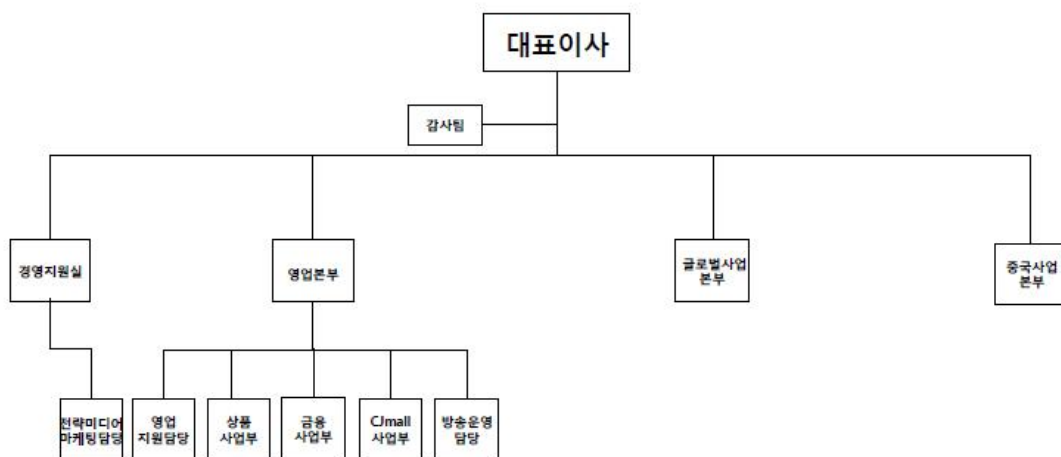 대표이사
감사팀
경영지원실
영업본부
글로벌사업
본부
중국사업
본부
전략미디어
마케팅담당
영업
지원담당
상품
사업부
금융
사업부
CJmall
사업부
방송운영
담당